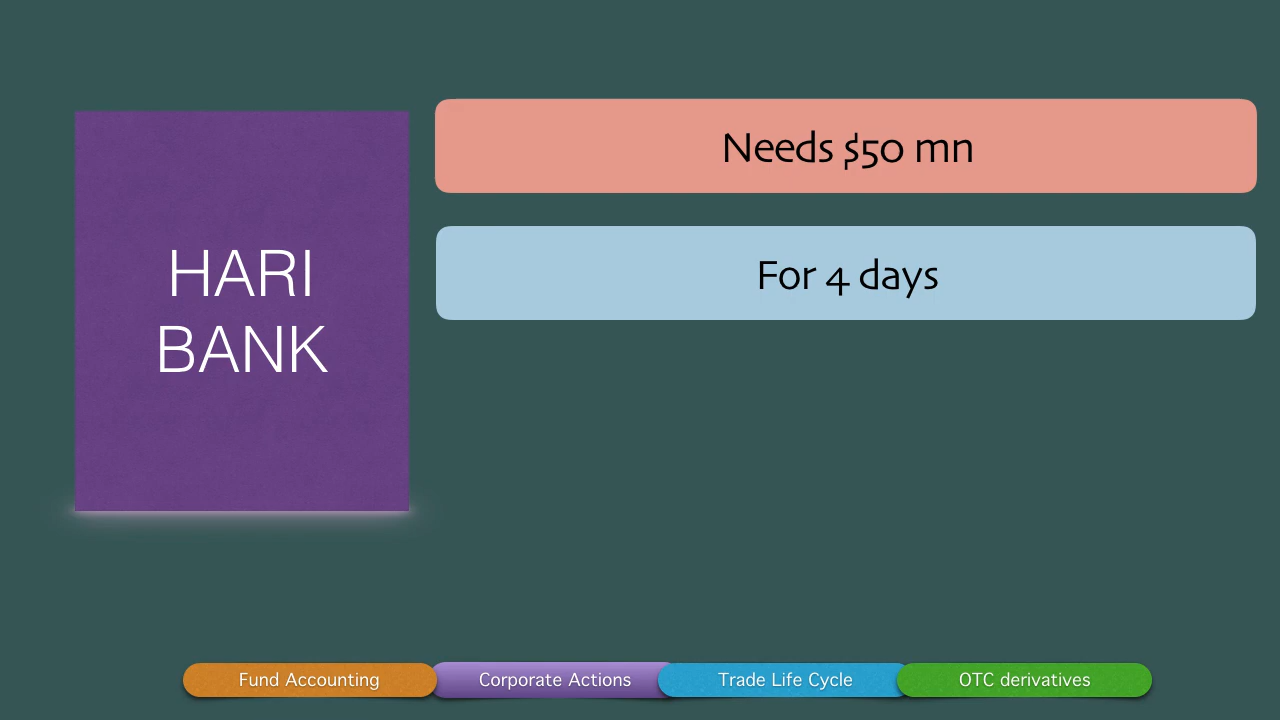 Needs $50 mn
For 4 days
HARI
BANK
Fund Accounting
Corporate Actions
Trade Life Cycle
OTC derivatives